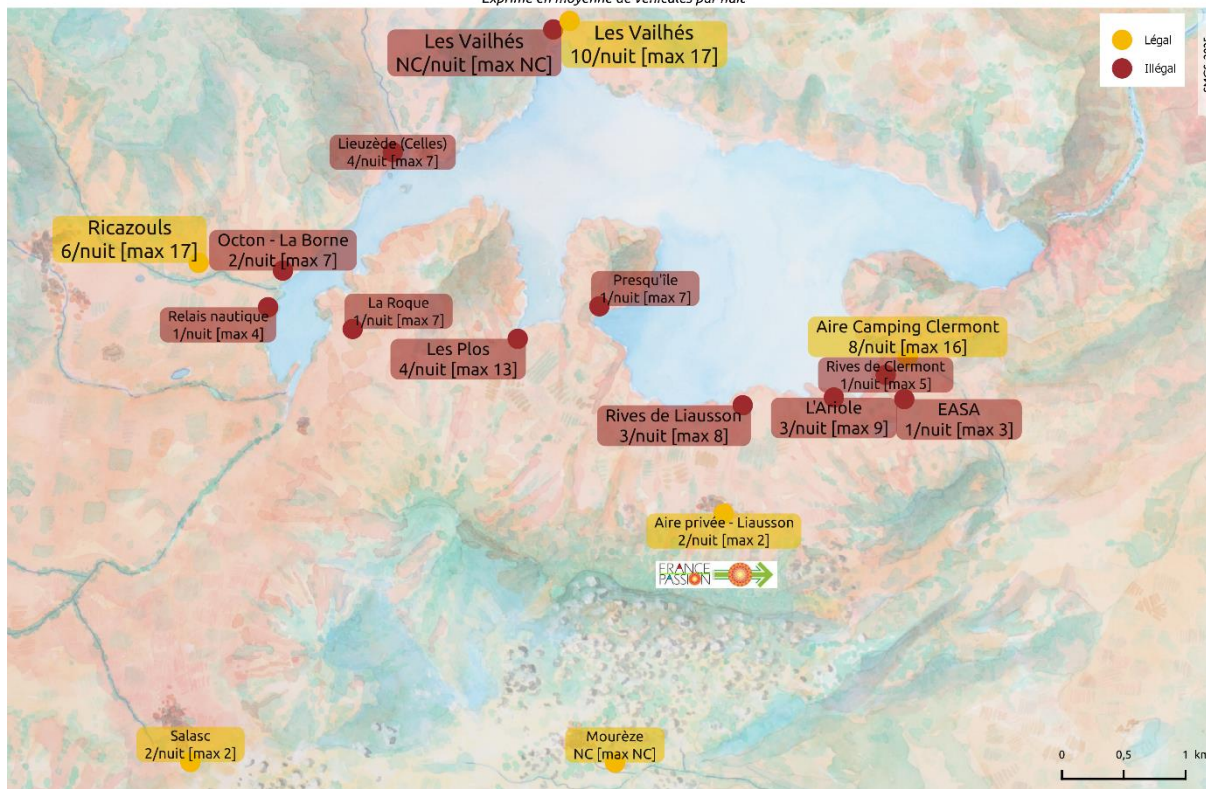 Exprimé en moyenne de véhicules par nuit
Les Vailhés
NC/nuit [max NC]
Les Vailhés
10/nuit [max 17]
Légal
Illégal
SMGS 2025
Lieuzède (Celles)
4/nuit [max 7]
Ricazouls
6/nuit [max 17]
Octon - La Borne
2/nuit [max 7]
Relais nautique
1/nuit [max 4]
La Roque
1/nuit [max 7]
Les Plos
4/nuit [max 13]
Presqu'île
1/nuit [max 7]
Aire Camping Clermont
8/nuit [max 16]
Rives de Clermont
1/nuit [max 5]
Rives de Liausson
3/nuit [max 8]
L'Ariole
3/nuit [max 9]
EASA
1/nuit [max 3]
Aire privée - Liausson
2/nuit [max 2]
FRANCE
PASSION
Salasc
2/nuit [max 2]
Mourèze
NC [max NC]
0 0,5 1 km